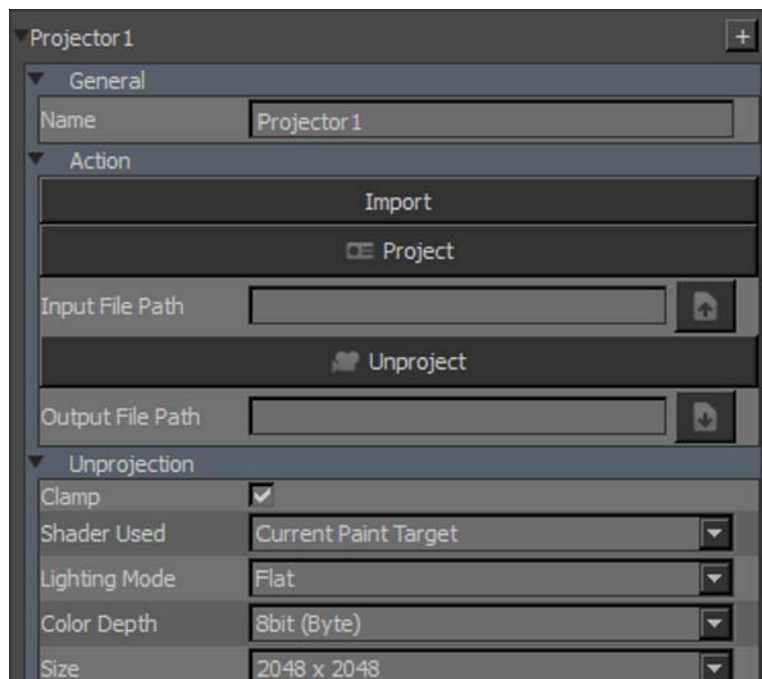 Projector1
+
General
Name Projector1
Action
Import
Project
Input File Path
Unproject
Output File Path
Unprojection
Clamp
Shader Used Current Paint Target
Lighting Mode Flat
Color Depth 8bit (Byte)
Size 2048 x 2048